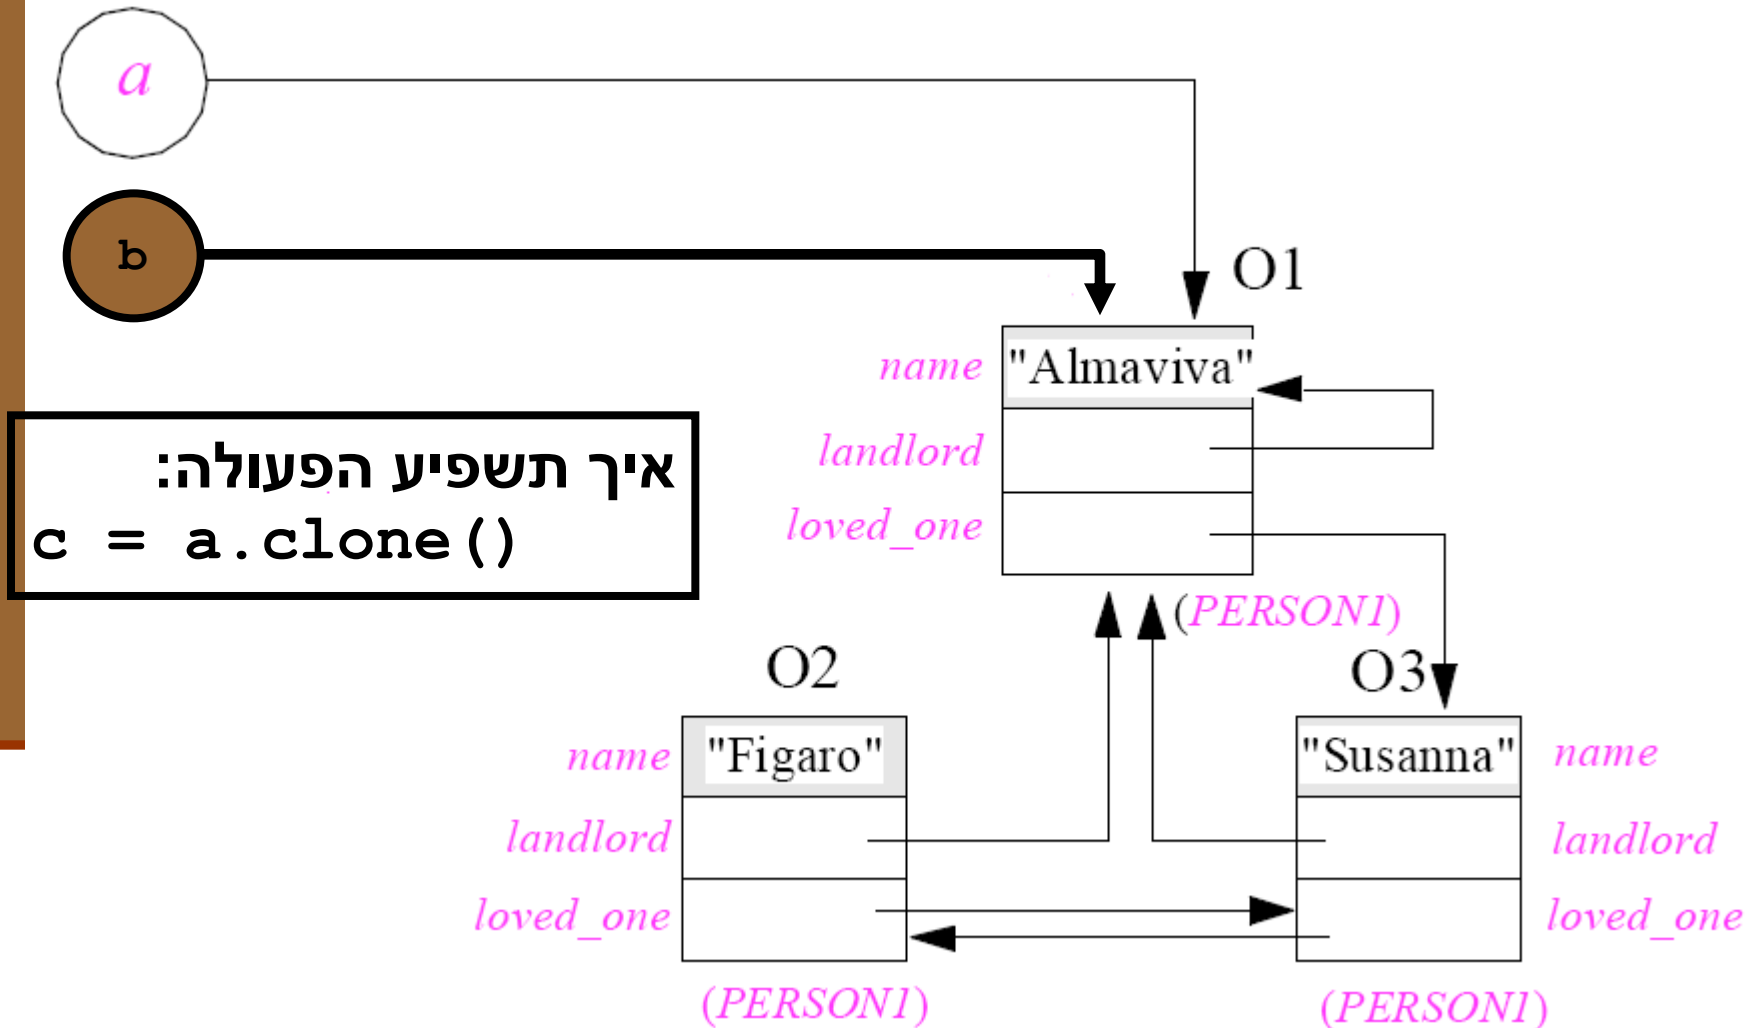 a
b
O1
name "Almaviva"
landlord
loved_one
איך תשפיע הפעולה:
c = a.clone()
(PERSON1)
O2
O3
name "Figaro"
"Susanna" name
landlord
landlord
loved_one
loved_one
(PERSON1)
(PERSON1)